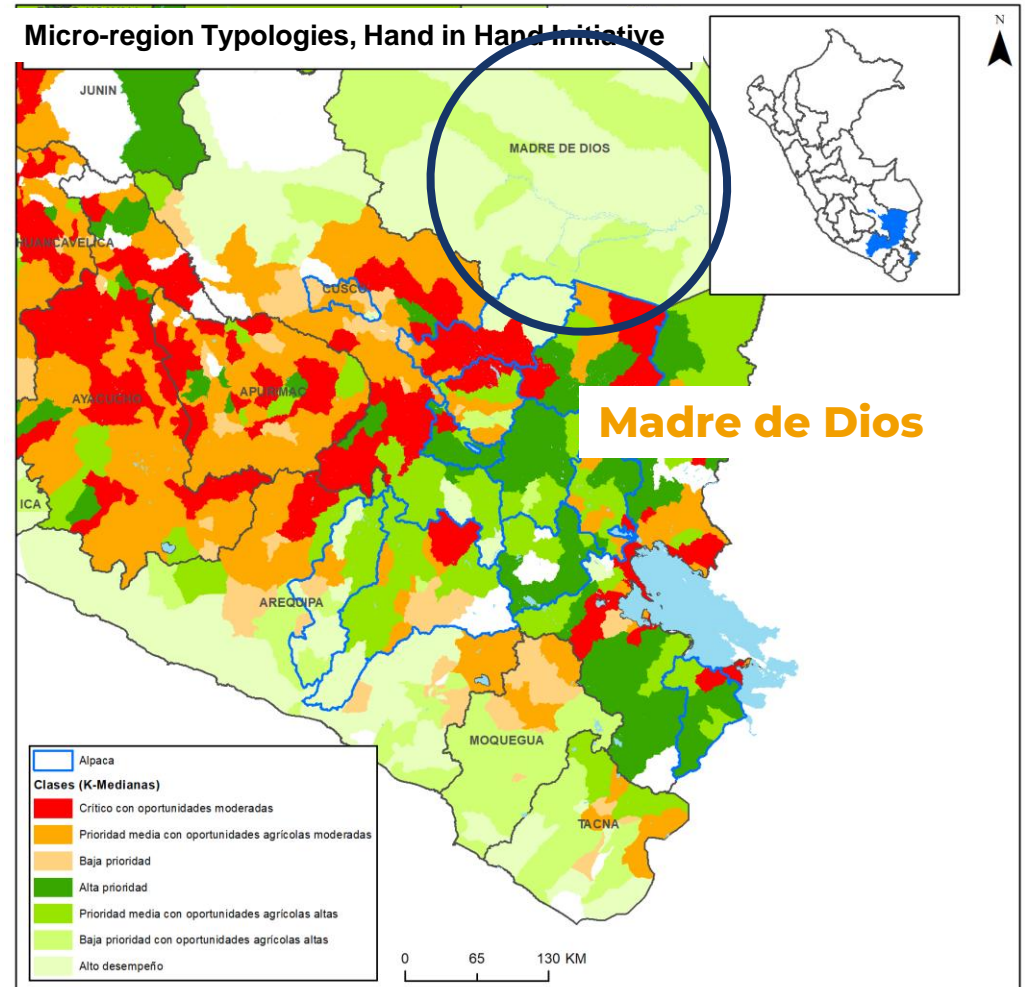 Micro-region Typologies, Hand in Hand Initiative
N
JUNIN
MADRE DE DIOS
HUANCAVELICA
CUSCO
AYACUCHO
APURIMAC
Madre de Dios
ICA
AREQUIPA
MOQUEGUA
TACNA
Alpaca
Clases (K-Medianas)
Crítico con oportunidades moderadas
Prioridad media con oportunidades agrícolas moderadas
Baja prioridad
Alta prioridad
Prioridad media con oportunidades agrícolas altas
Baja prioridad con oportunidades agrícolas altas
Alto desempeño
0 65 130 KM